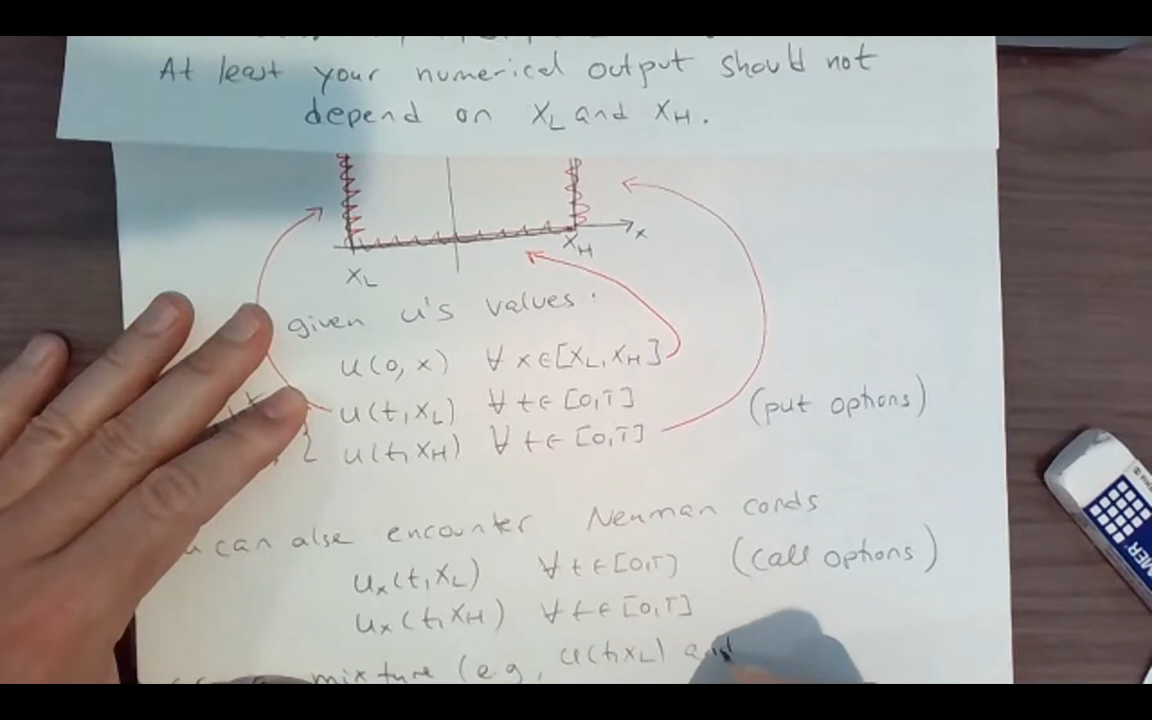 At least your numerical output should not
depend on XL and XH.
x
XL
XH
given u's values:
u(0, x) ∀ x ∈ [XL, XH]
u(t, XL) ∀ t ∈ [0, T]
(put options)
u(t, XH) ∀ t ∈ [0, T]
can also encounter Neuman conds
ux(t, XL) ∀ t ∈ [0, T] (call options)
ux(t, XH) ∀ t ∈ [0, T]
mixture (e.g, u(t, XL) and